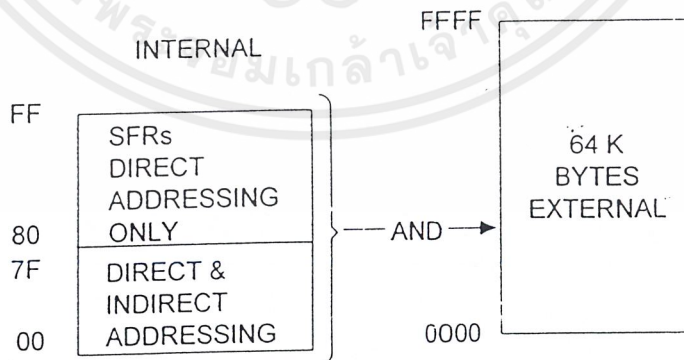 INTERNAL
FF
SFRs
DIRECT
ADDRESSING
ONLY
80
7F
DIRECT &
INDIRECT
ADDRESSING
00
AND
FFFF
64 K
BYTES
EXTERNAL
0000